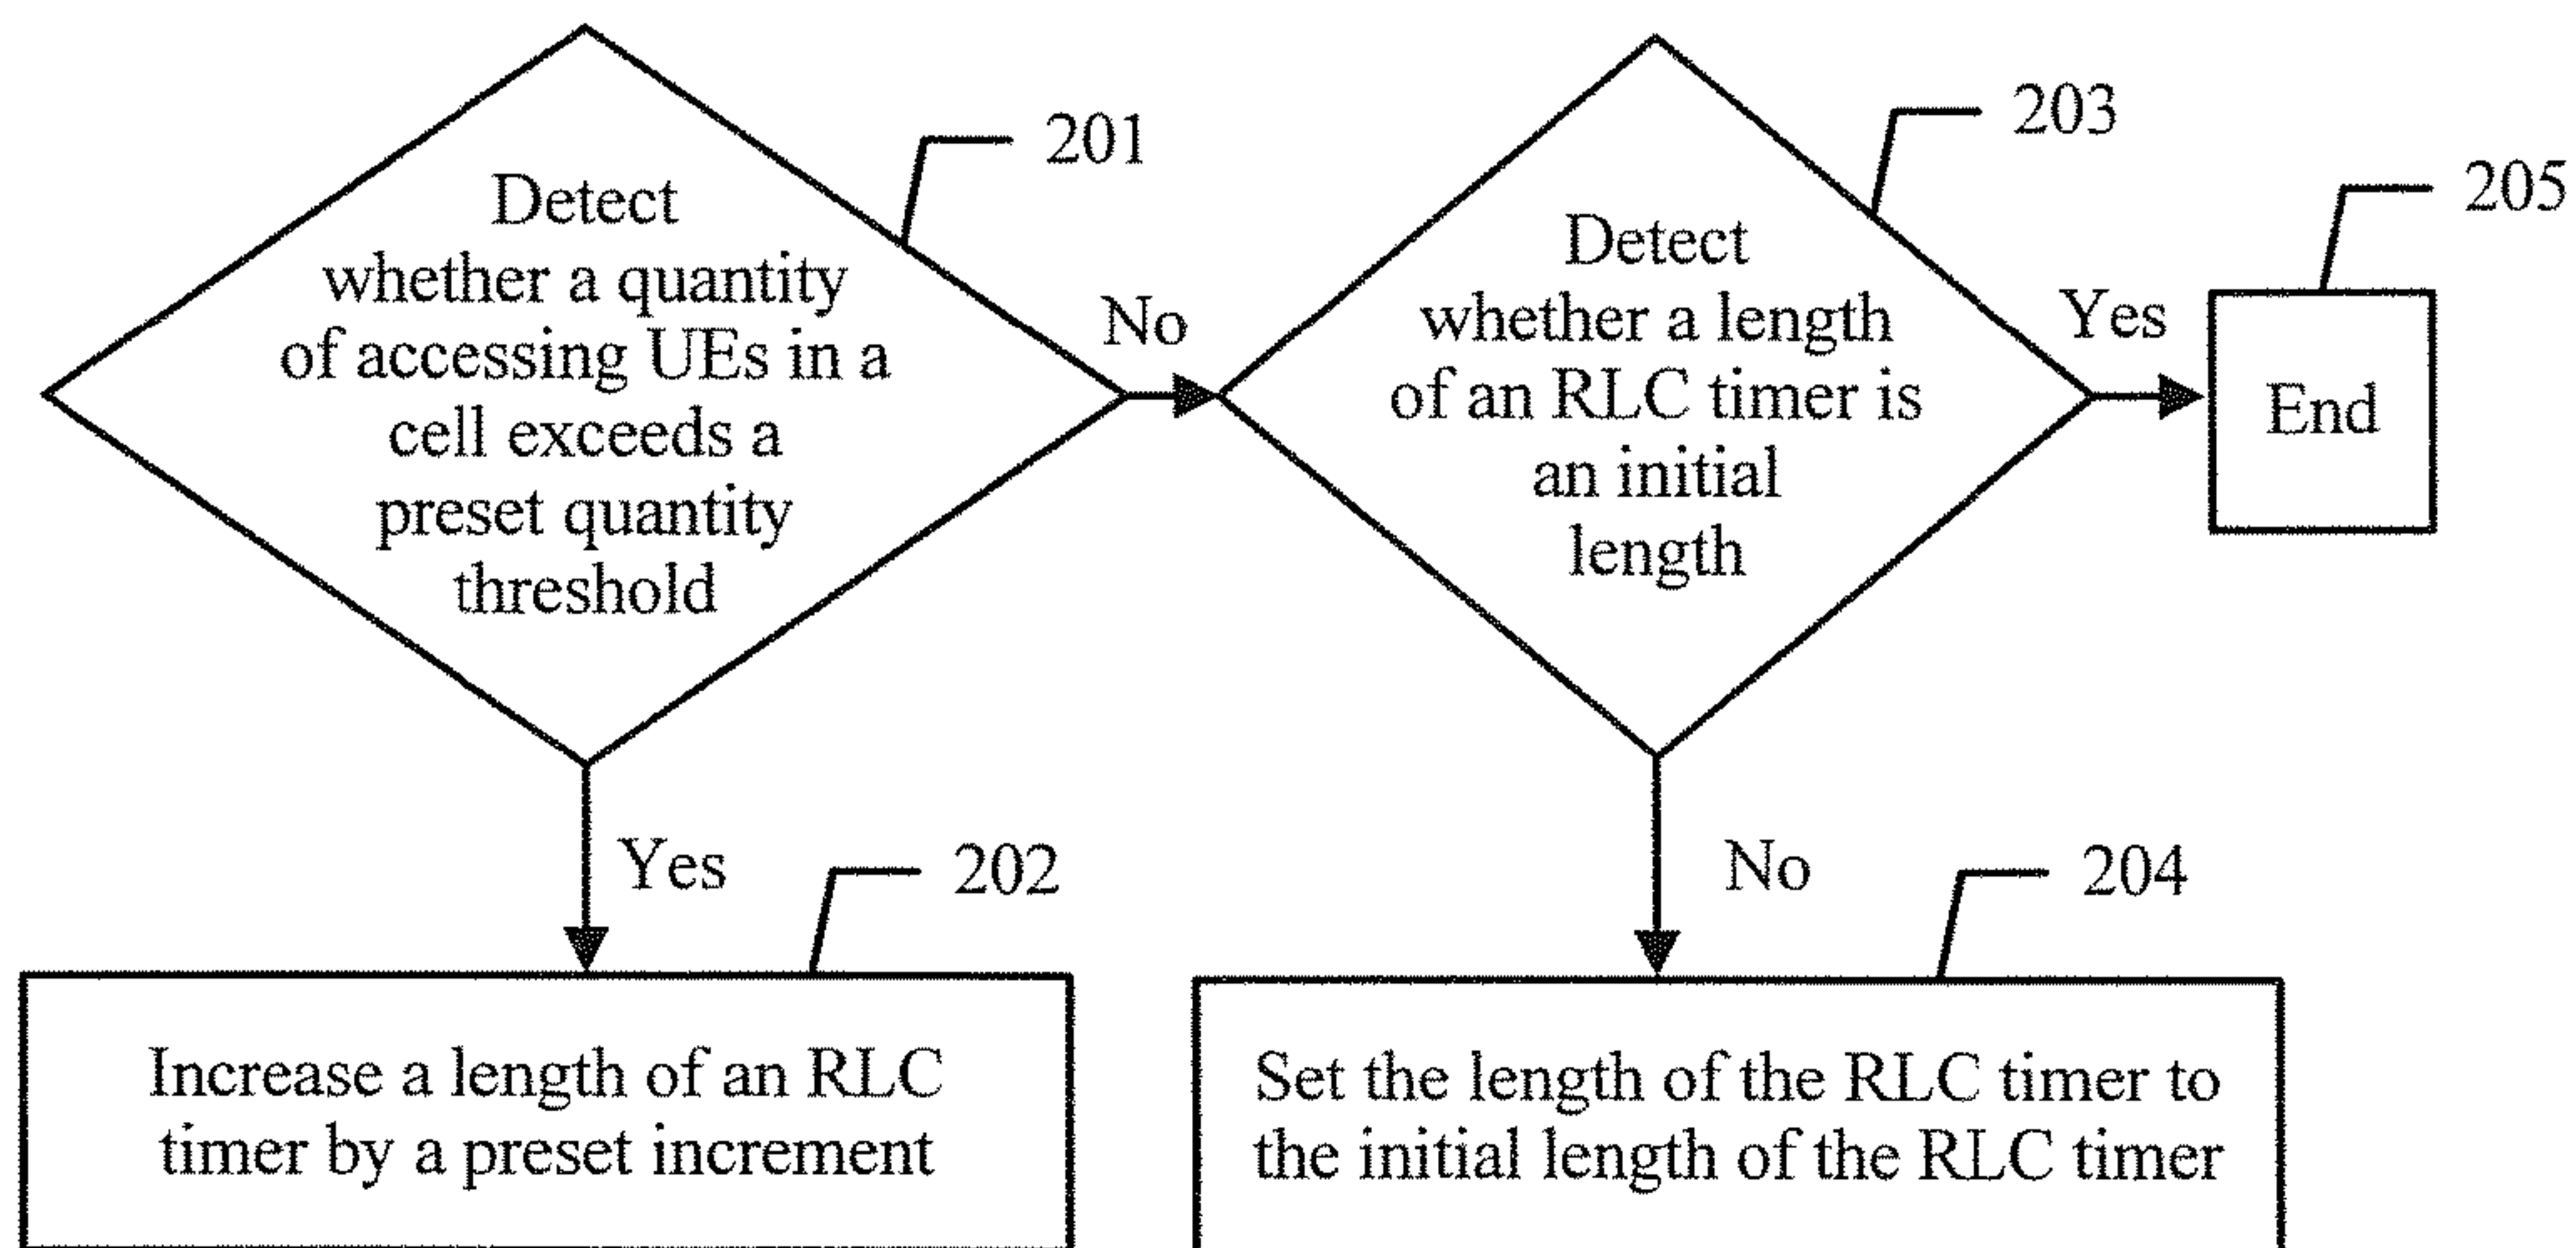 201
Detect
whether a quantity
of accessing UEs in a
cell exceeds a
preset quantity
threshold
No
203
Detect
whether a length
of an RLC timer is
an initial
length
Yes
205
End
Yes
202
Increase a length of an RLC
timer by a preset increment
No
204
Set the length of the RLC timer to
the initial length of the RLC timer